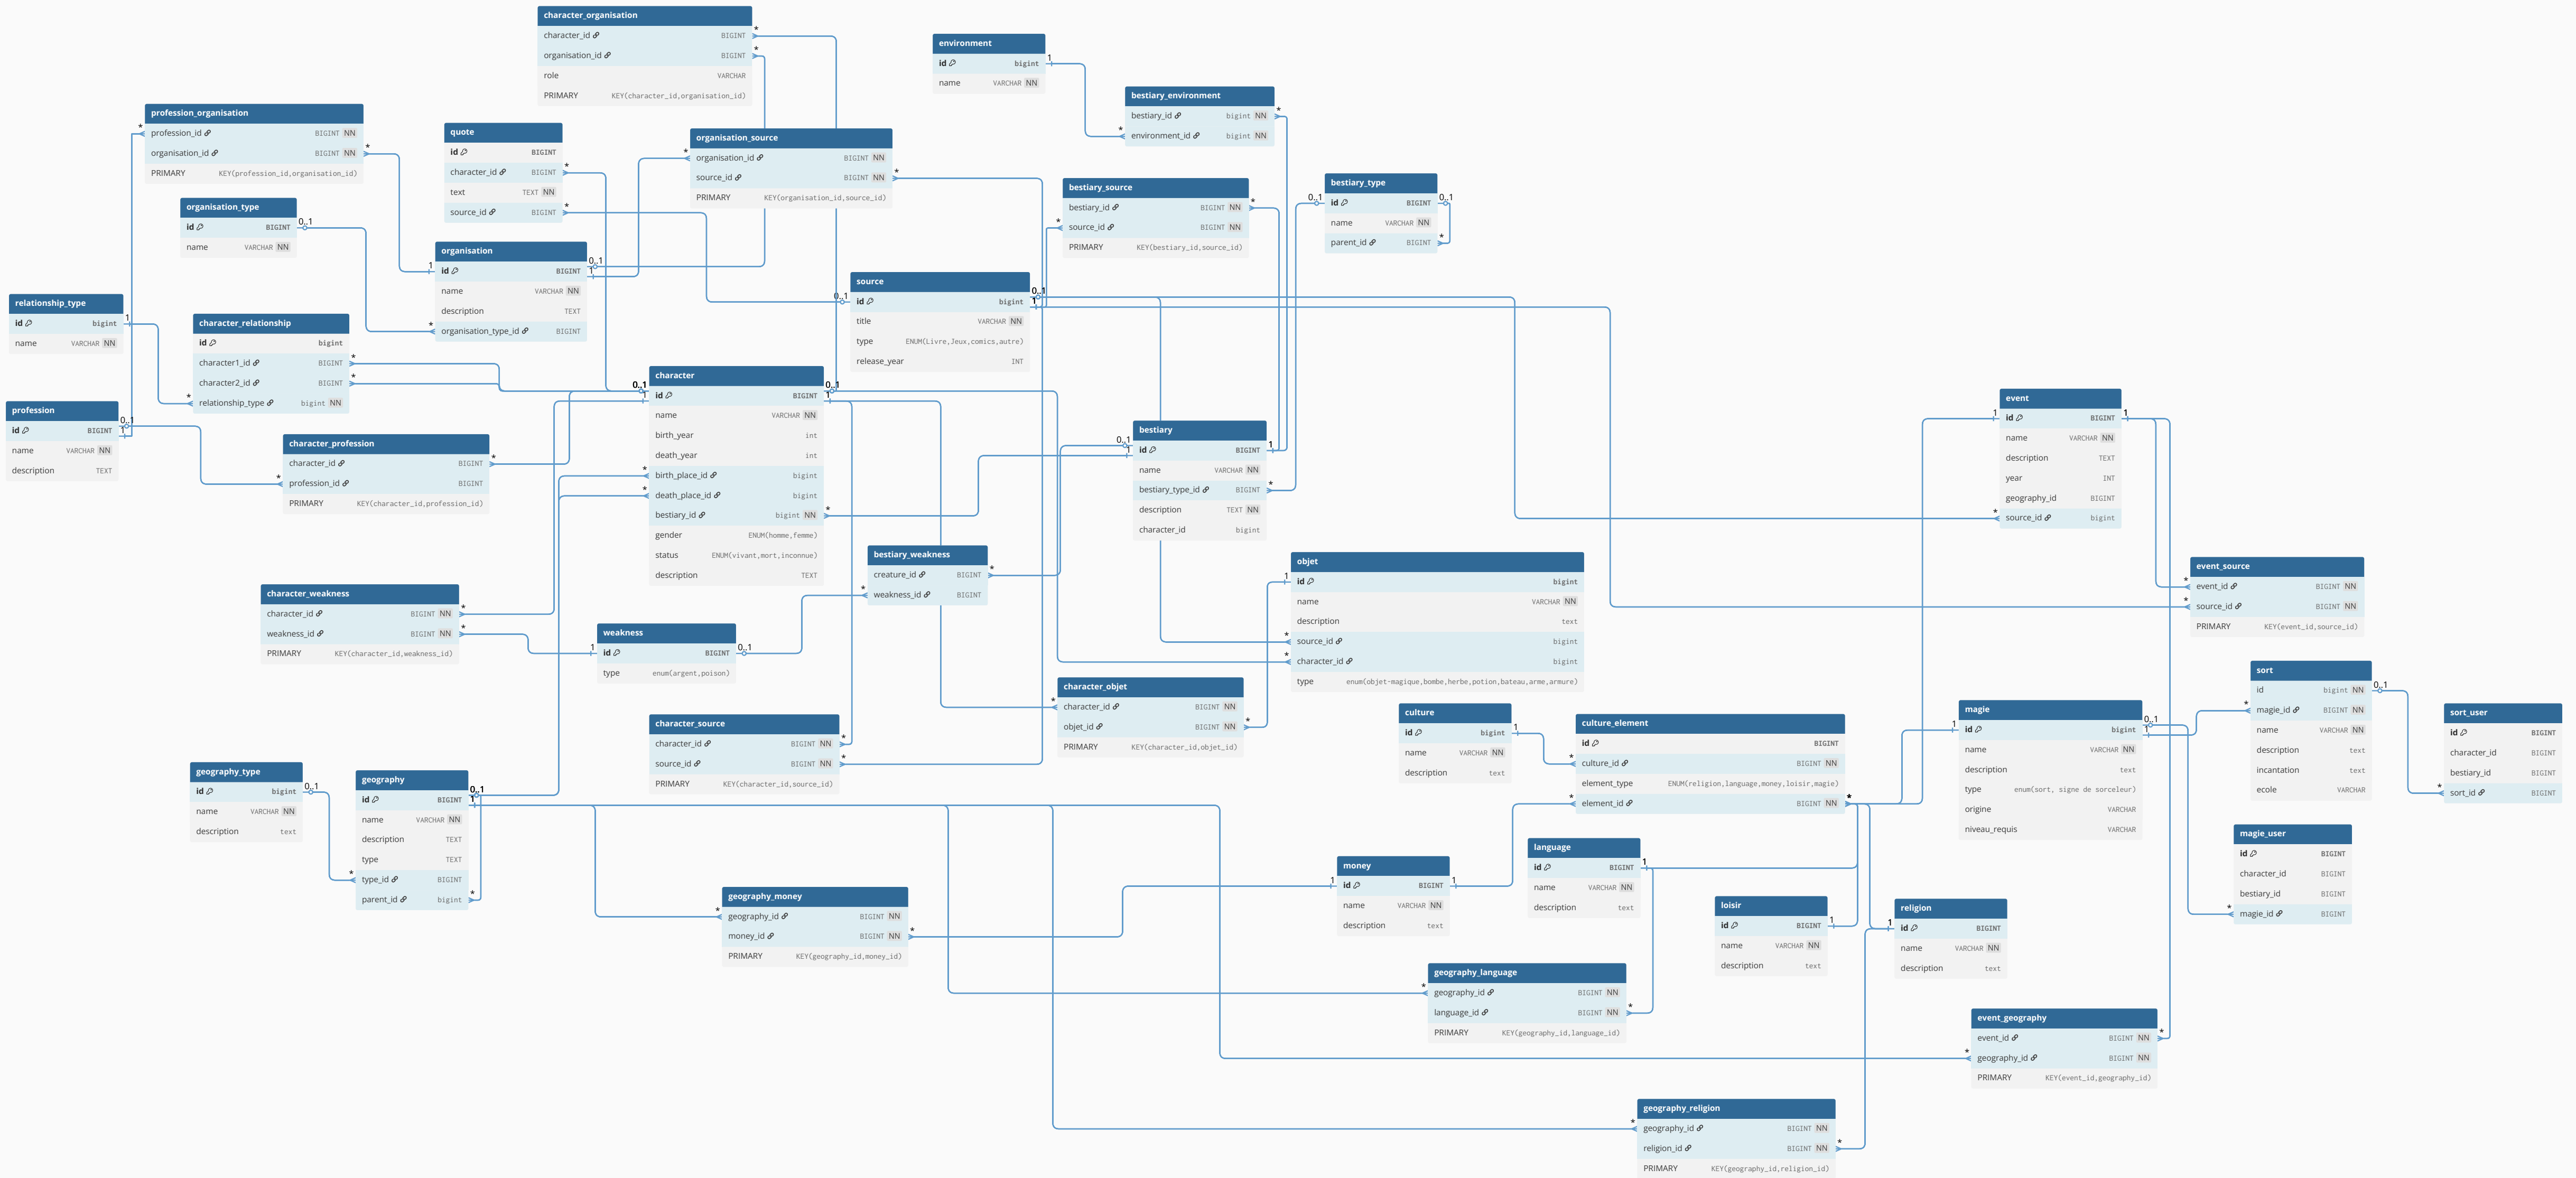 character_organisation
character_id BIGINT
organisation_id BIGINT
role VARCHAR
PRIMARY KEY(character_id,organisation_id)
environment
id bigint
name VARCHAR NN
bestiary_environment
bestiary_id bigint NN
environment_id bigint NN
profession_organisation
profession_id BIGINT NN
organisation_id BIGINT NN
PRIMARY KEY(profession_id,organisation_id)
quote
id BIGINT
character_id BIGINT
text TEXT NN
source_id BIGINT
organisation_source
organisation_id BIGINT NN
source_id BIGINT NN
PRIMARY KEY(organisation_id,source_id)
bestiary_source
bestiary_id BIGINT NN
source_id BIGINT NN
PRIMARY KEY(bestiary_id,source_id)
bestiary_type
id BIGINT
name VARCHAR NN
parent_id BIGINT
organisation_type
id BIGINT
name VARCHAR NN
organisation
id BIGINT
name VARCHAR NN
description TEXT
organisation_type_id BIGINT
source
id bigint
title VARCHAR NN
type ENUM(Livre,Jeux,comics,autre)
release_year INT
relationship_type
id bigint
name VARCHAR NN
character_relationship
id bigint
character1_id BIGINT
character2_id BIGINT
relationship_type bigint NN
character
id BIGINT
name VARCHAR NN
birth_year int
death_year int
birth_place_id bigint
death_place_id bigint
bestiary_id bigint NN
gender ENUM(homme,femme)
status ENUM(vivant,mort,inconnue)
description TEXT
profession
id BIGINT
name VARCHAR NN
description TEXT
character_profession
character_id BIGINT
profession_id BIGINT
PRIMARY KEY(character_id,profession_id)
bestiary
id BIGINT
name VARCHAR NN
bestiary_type_id BIGINT
description TEXT NN
character_id bigint
event
id BIGINT
name VARCHAR NN
description TEXT
year INT
geography_id BIGINT
source_id bigint
bestiary_weakness
creature_id BIGINT
weakness_id BIGINT
objet
id bigint
name VARCHAR NN
description text
source_id bigint
character_id bigint
type enum(objet-magique,bombe,herbe,potion,bateau,arme,armure)
event_source
event_id BIGINT NN
source_id BIGINT NN
PRIMARY KEY(event_id,source_id)
character_weakness
character_id BIGINT NN
weakness_id BIGINT NN
PRIMARY KEY(character_id,weakness_id)
weakness
id BIGINT
type enum(argent,poison)
character_objet
character_id BIGINT NN
objet_id BIGINT NN
PRIMARY KEY(character_id,objet_id)
sort
id bigint NN
magie_id BIGINT NN
name VARCHAR NN
description text
incantation text
ecole VARCHAR
sort_user
id BIGINT
character_id BIGINT
bestiary_id BIGINT
sort_id BIGINT
character_source
character_id BIGINT NN
source_id BIGINT NN
PRIMARY KEY(character_id,source_id)
culture
id bigint
name VARCHAR NN
description text
culture_element
id BIGINT
culture_id BIGINT NN
element_type ENUM(religion,language,money,loisir,magie)
element_id BIGINT NN
magie
id bigint
name VARCHAR NN
description text
type enum(sort, signe de sorceleur)
origine VARCHAR
niveau_requis VARCHAR
geography_type
id bigint
name VARCHAR NN
description text
geography
id BIGINT
name VARCHAR NN
description TEXT
type TEXT
type_id BIGINT
parent_id bigint
magie_user
id BIGINT
character_id BIGINT
bestiary_id BIGINT
magie_id BIGINT
geography_money
geography_id BIGINT NN
money_id BIGINT NN
PRIMARY KEY(geography_id,money_id)
money
id BIGINT
name VARCHAR NN
description text
language
id BIGINT
name VARCHAR NN
description text
loisir
id BIGINT
name VARCHAR NN
description text
religion
id BIGINT
name VARCHAR NN
description text
geography_language
geography_id BIGINT NN
language_id BIGINT NN
PRIMARY KEY(geography_id,language_id)
event_geography
event_id BIGINT NN
geography_id BIGINT NN
PRIMARY KEY(event_id,geography_id)
geography_religion
geography_id BIGINT NN
religion_id BIGINT NN
PRIMARY KEY(geography_id,religion_id)